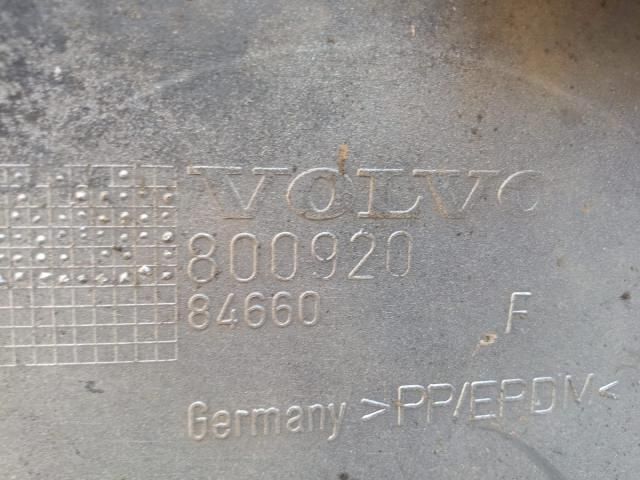 VOLVO
800920
84660 F
Germany >PP/EPDM<